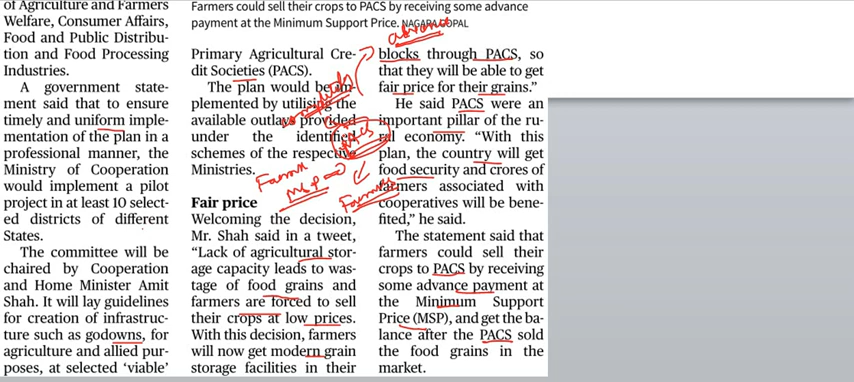 of Agriculture and Farmers
Welfare, Consumer Affairs,
Food and Public Distribu-
tion and Food Processing
Industries.
A government state-
ment said that to ensure
timely and uniform imple-
mentation of the plan in a
professional manner, the
Ministry of Cooperation
would implement a pilot
project in at least 10 select-
ed districts of different
States.
The committee will be
chaired by Cooperation
and Home Minister Amit
Shah. It will lay guidelines
for creation of infrastruc-
ture such as godowns, for
agriculture and allied pur-
poses, at selected ‘viable’
Farmers could sell their crops to PACS by receiving some advance
payment at the Minimum Support Price. NAGARA GOPAL
Primary Agricultural Cre-
dit Societies (PACS).
The plan would be im-
plemented by utilising the
available outlays provided
under the identified
schemes of the respective
Ministries.
Fair price
Welcoming the decision,
Mr. Shah said in a tweet,
“Lack of agricultural stor-
age capacity leads to was-
tage of food grains and
farmers are forced to sell
their crops at low prices.
With this decision, farmers
will now get modern grain
storage facilities in their
blocks through PACS, so
that they will be able to get
fair price for their grains.”
He said PACS were an
important pillar of the ru-
ral economy. “With this
plan, the country will get
food security and crores of
farmers associated with
cooperatives will be bene-
fited,” he said.
The statement said that
farmers could sell their
crops to PACS by receiving
some advance payment at
the Minimum Support
Price (MSP), and get the ba-
lance after the PACS sold
the food grains in the
market.
advance
PACS
Farmer
MSP
Farmers